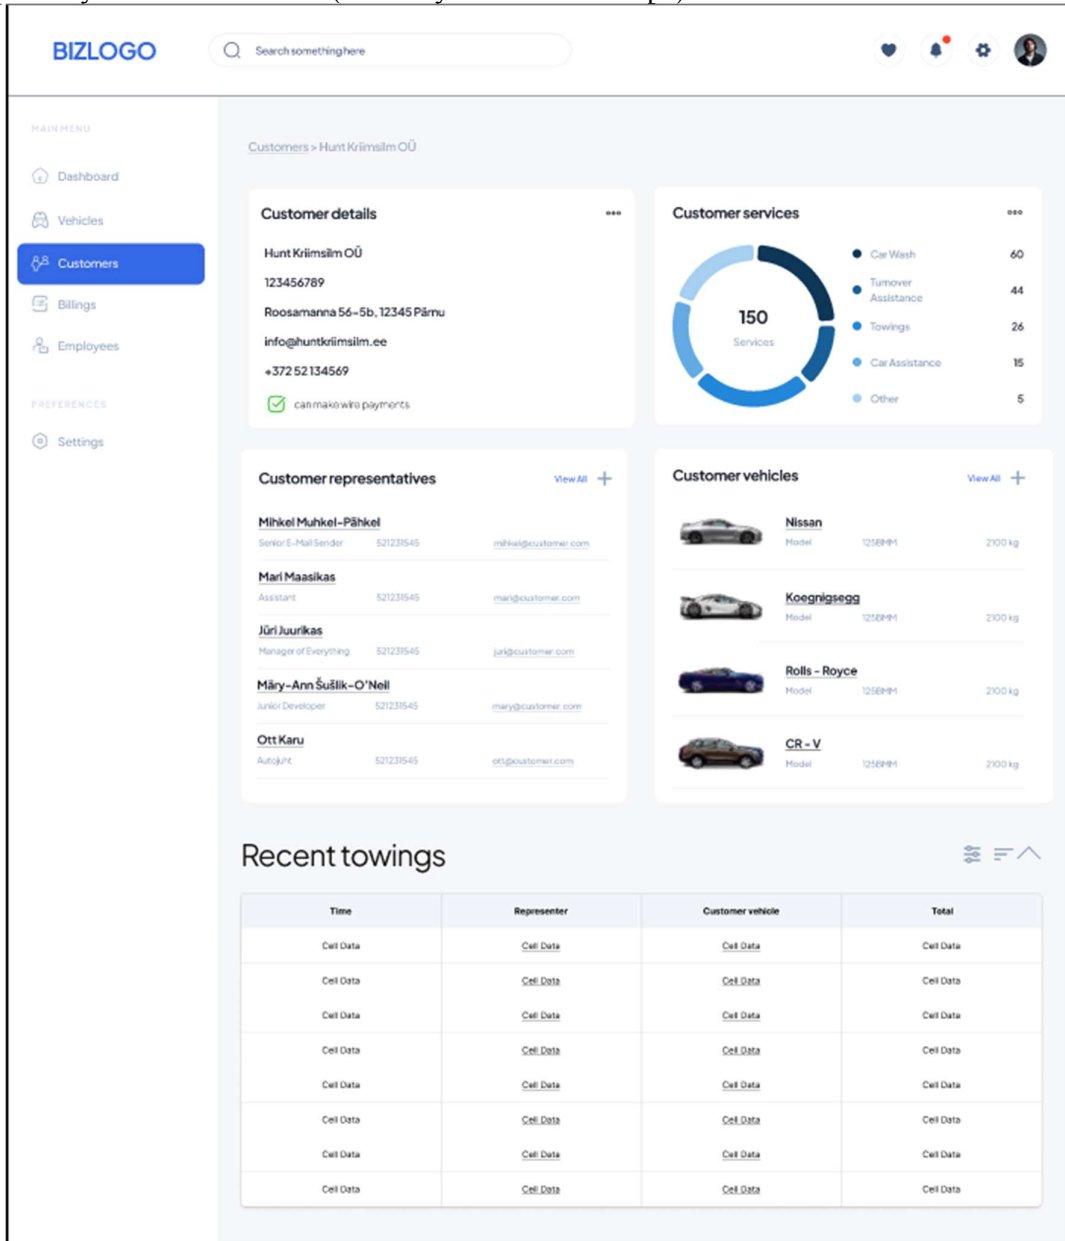 BIZLOGO
Search something here
MAIN MENU
Dashboard
Vehicles
Customers
Billings
Employees
PREFERENCES
Settings
Customers > Hunt Kriimsilm OÜ
Customer details
Hunt Kriimsilm OÜ
123456789
Roosamanna 56-5b, 12345 Pärnu
info@huntkriimsilm.ee
+372 52 134569
can make wire payments
Customer services
150
Services
Car Wash 60
Turnover Assistance 44
Towings 26
Car Assistance 15
Other 5
Customer representatives View All
Mihkel Muhkel-Pähkel
Senior E-Mail Sender 521231545 mihkel@customer.com
Mari Maasikas
Assistant 521231545 mari@customer.com
Jüri Juurikas
Manager of Everything 521231545 juri@customer.com
Märy-Ann Šušlik-O'Neil
Junior Developer 521231545 mary@customer.com
Ott Karu
Autojuht 521231545 ott@customer.com
Customer vehicles View All
Nissan
Model 125BMM 2100 kg
Koegnigsegg
Model 125BMM 2100 kg
Rolls - Royce
Model 125BMM 2100 kg
CR - V
Model 125BMM 2100 kg
Recent towings
Time Representer Customer vehicle Total
Cell Data Cell Data Cell Data Cell Data
Cell Data Cell Data Cell Data Cell Data
Cell Data Cell Data Cell Data Cell Data
Cell Data Cell Data Cell Data Cell Data
Cell Data Cell Data Cell Data Cell Data
Cell Data Cell Data Cell Data Cell Data
Cell Data Cell Data Cell Data Cell Data
Cell Data Cell Data Cell Data Cell Data